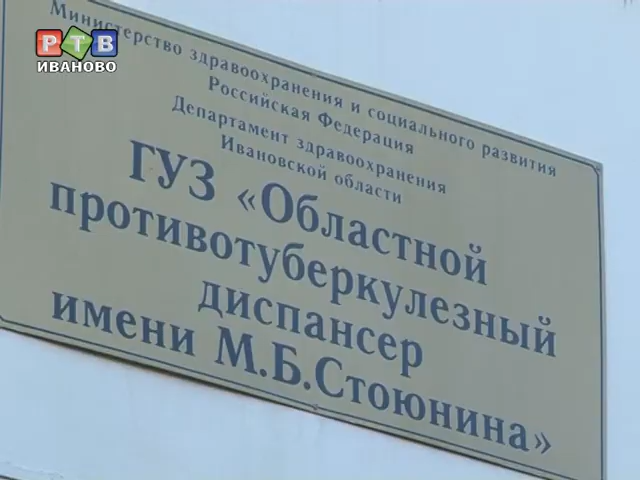 РТВ
ИВАНОВО
Министерство здравоохранения и социального развития
Российская Федерация
Департамент здравоохранения
Ивановской области
ГУЗ «Областной
противотуберкулезный
диспансер
имени М.Б.Стоюнина»